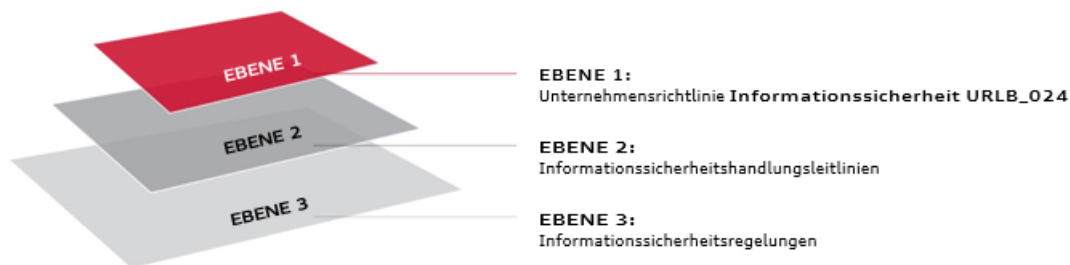 EBENE 1
EBENE 1:
Unternehmensrichtlinie Informationssicherheit URLB_024
EBENE 2
EBENE 2:
Informationssicherheitshandlungsleitlinien
EBENE 3
EBENE 3:
Informationssicherheitsregelungen